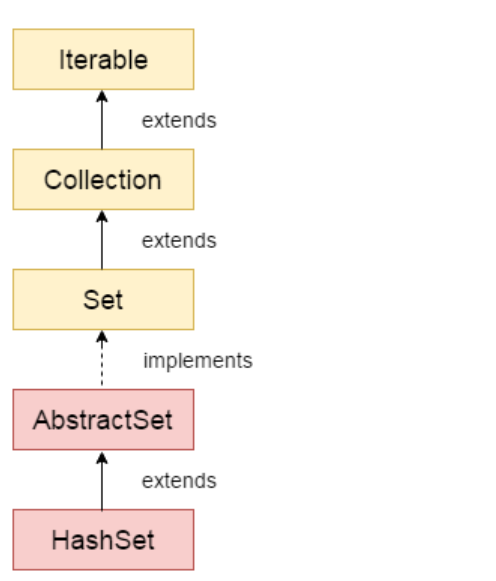 Iterable
extends
Collection
extends
Set
implements
AbstractSet
extends
HashSet